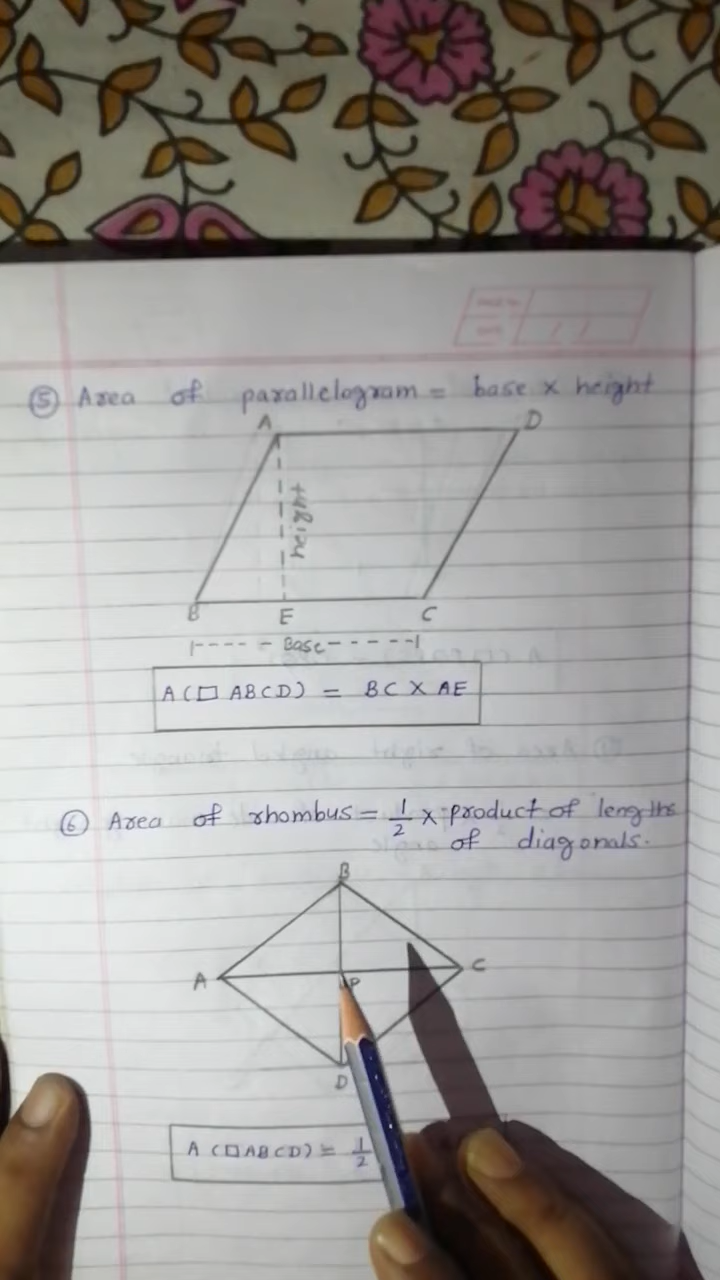 ⑤ Area of parallelogram = base × height
A D
height
B E C
Base
A(□ ABCD) = BC × AE
⑥ Area of rhombus = 1/2 × product of lengths
of diagonals.
B
A P C
D
A(□ABCD) = 1/2